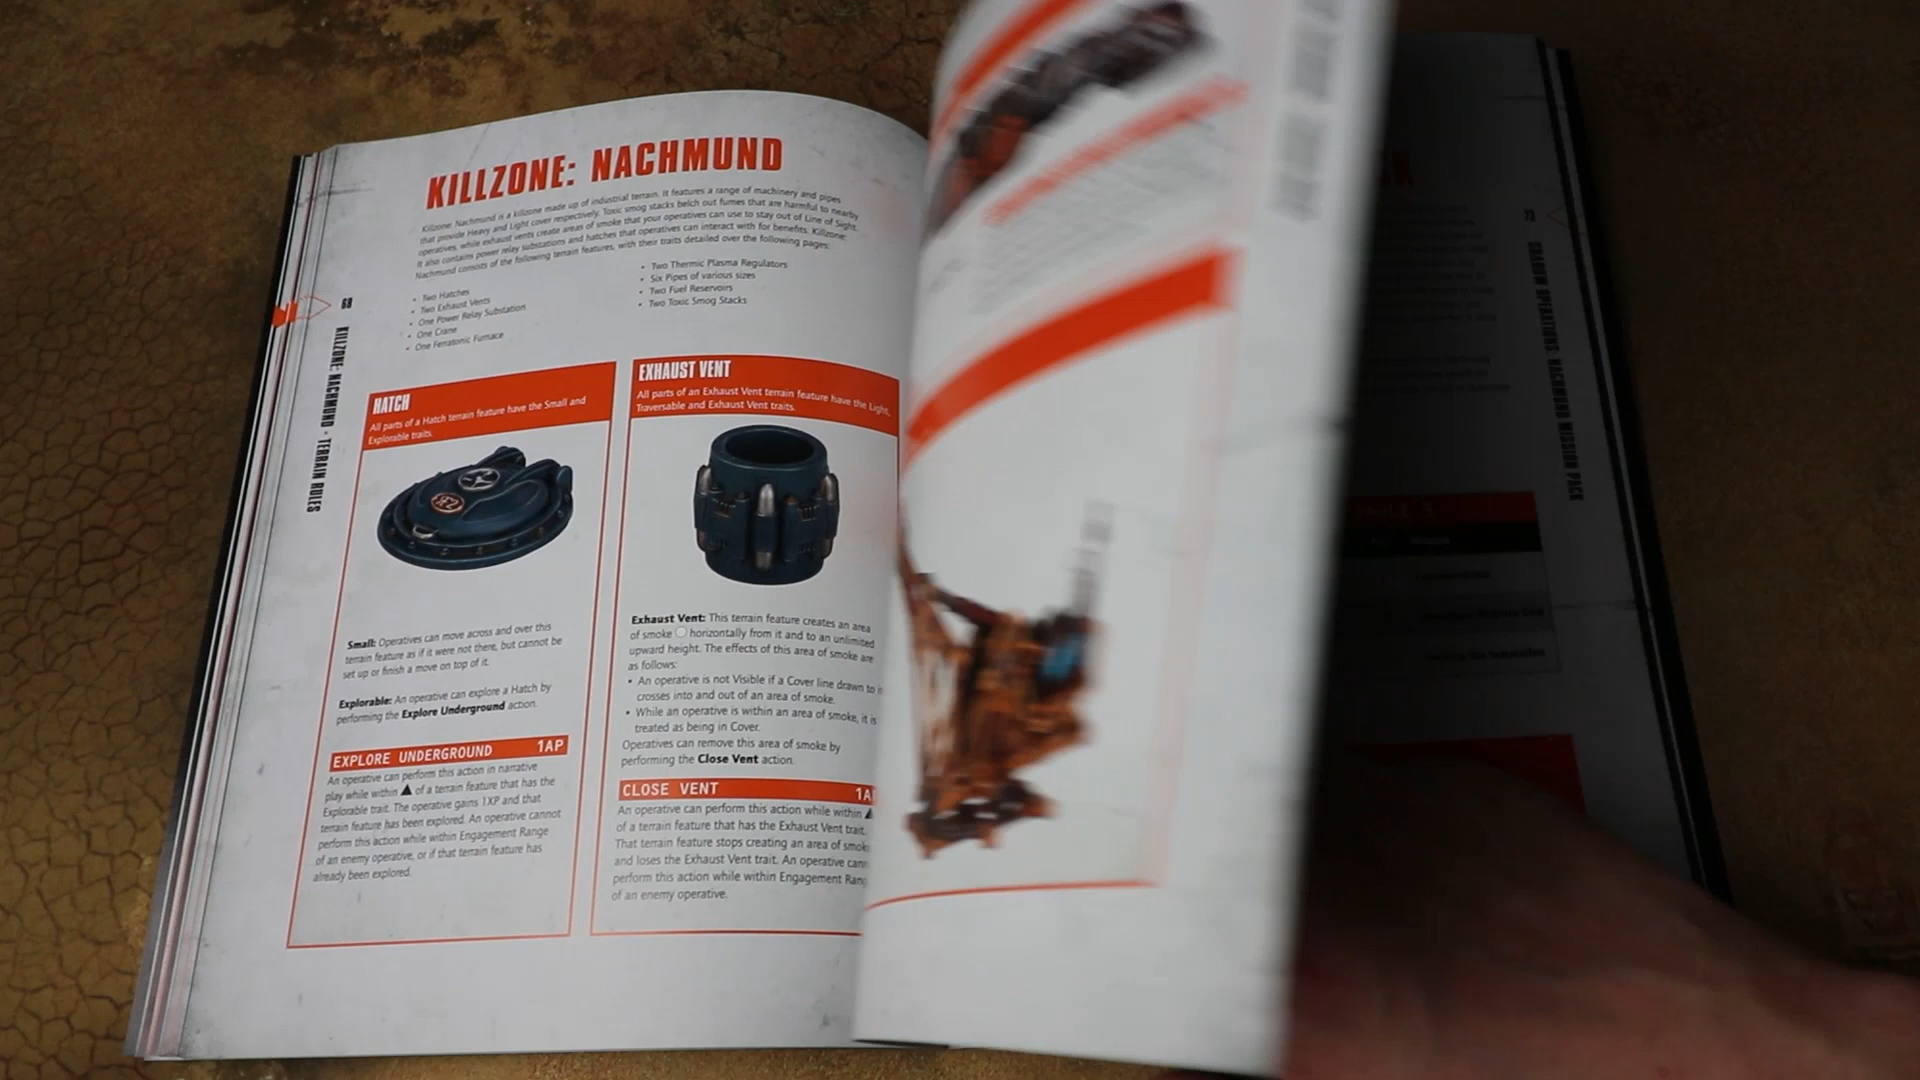 KILLZONE: NACHMUND
Killzone: Nachmund is a killzone made up of industrial terrain. It features a range of machinery and pipes
that provide Heavy and Light cover respectively. Toxic smog stacks belch out fumes that are harmful to nearby
operatives, while exhaust vents create areas of smoke that your operatives can use to stay out of Line of Sight.
It also contains power relay substations and hatches that operatives can interact with for benefits. Killzone:
Nachmund consists of the following terrain features, with their traits detailed over the following pages:
• Two Hatches
• Two Exhaust Vents
• One Power Relay Substation
• One Crane
• One Ferratonic Furnace
• Two Thermic Plasma Regulators
• Six Pipes of various sizes
• Two Fuel Reservoirs
• Two Toxic Smog Stacks
68
KILLZONE: NACHMUND • TERRAIN RULES
HATCH
All parts of a Hatch terrain feature have the Small and
Explorable traits.
Small: Operatives can move across and over this
terrain feature as if it were not there, but cannot be
set up or finish a move on top of it.
Explorable: An operative can explore a Hatch by
performing the Explore Underground action.
EXPLORE UNDERGROUND 1AP
An operative can perform this action in narrative
play while within ▲ of a terrain feature that has the
Explorable trait. The operative gains 1XP and that
terrain feature has been explored. An operative cannot
perform this action while within Engagement Range
of an enemy operative, or if that terrain feature has
already been explored.
EXHAUST VENT
All parts of an Exhaust Vent terrain feature have the Light,
Traversable and Exhaust Vent traits.
Exhaust Vent: This terrain feature creates an area
of smoke ○ horizontally from it and to an unlimited
upward height. The effects of this area of smoke are
as follows:
• An operative is not Visible if a Cover line drawn to
crosses into and out of an area of smoke.
• While an operative is within an area of smoke, it is
treated as being in Cover.
Operatives can remove this area of smoke by
performing the Close Vent action.
CLOSE VENT 1A
An operative can perform this action while within ▲
of a terrain feature that has the Exhaust Vent trait.
That terrain feature stops creating an area of smok
and loses the Exhaust Vent trait. An operative cann
perform this action while within Engagement Rang
of an enemy operative.
SHADOW OPERATIONS: NACHMUND MISSION PACK